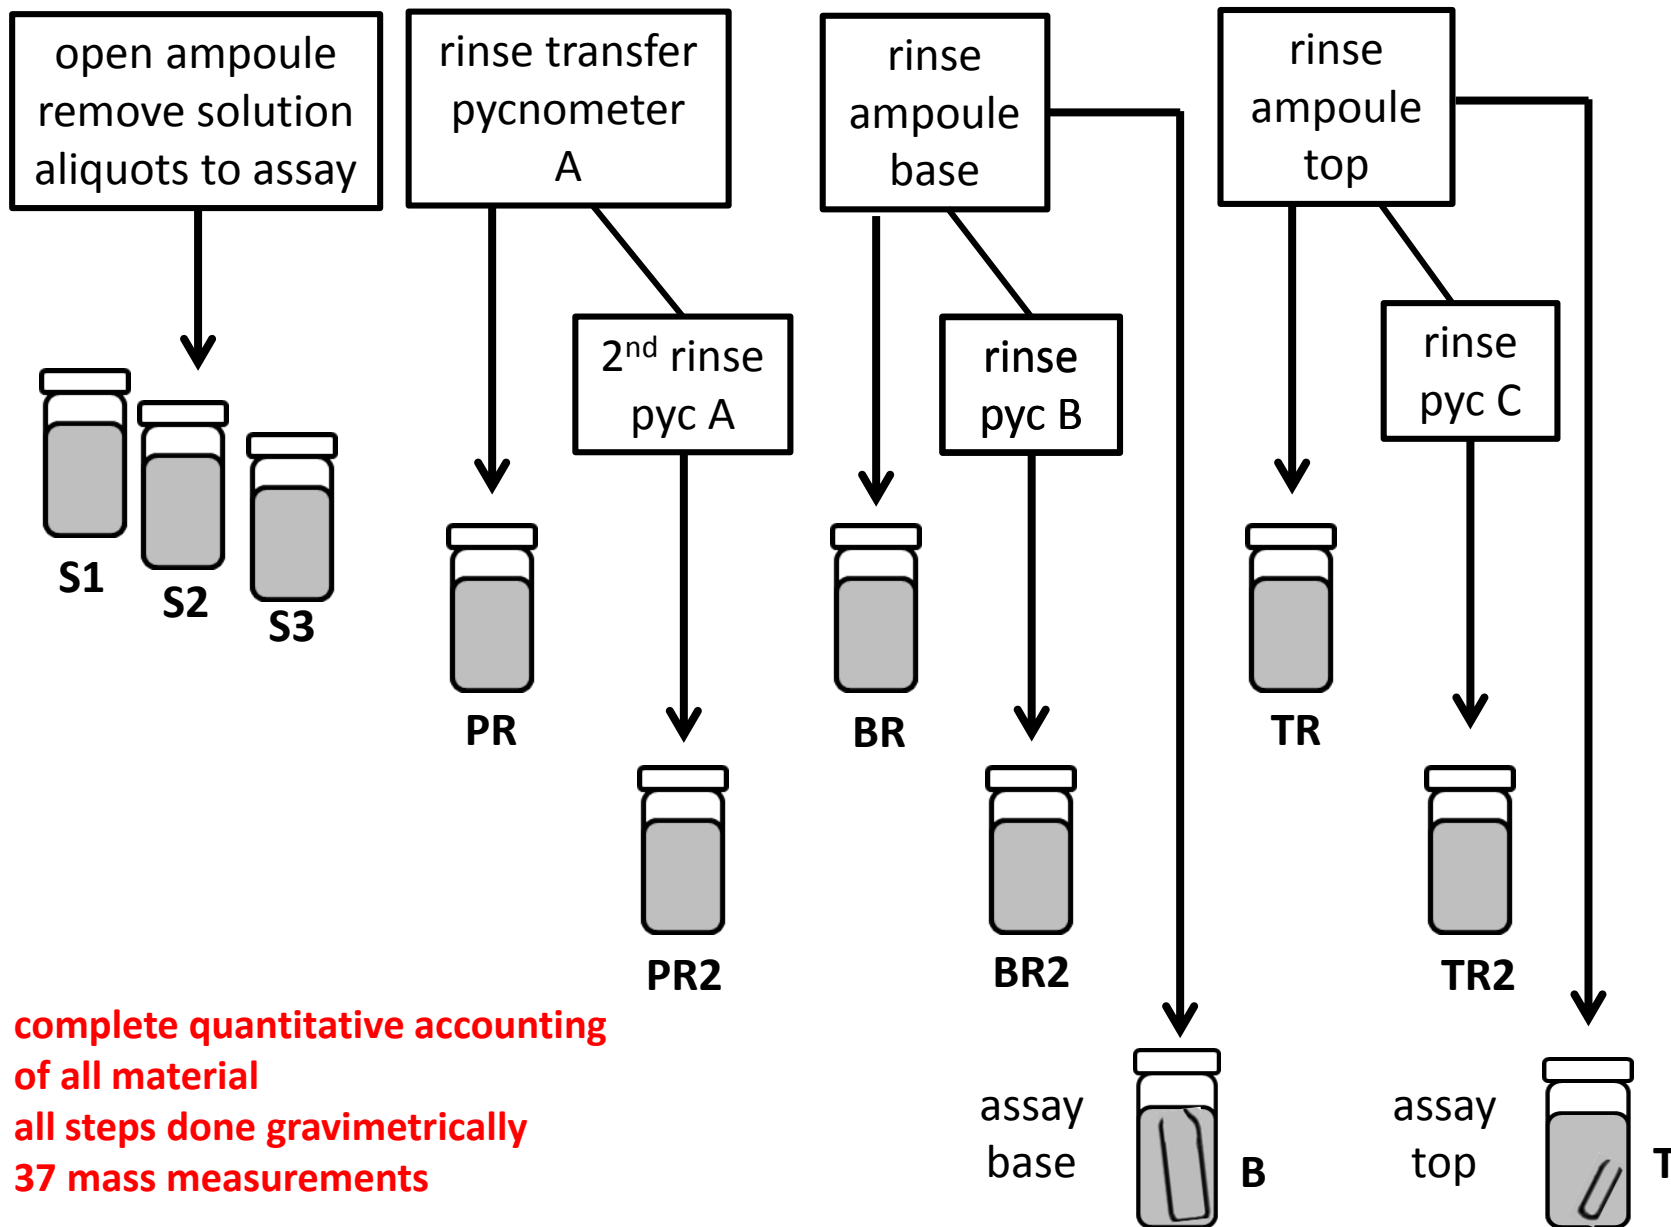 open ampoule
remove solution
aliquots to assay
rinse transfer
pycnometer
A
rinse
ampoule
base
rinse
ampoule
top
2nd rinse
pyc A
rinse
pyc B
rinse
pyc C
S1
S2
S3
PR
BR
TR
PR2
BR2
TR2
complete quantitative accounting
of all material
all steps done gravimetrically
37 mass measurements
assay
base
B
assay
top
T